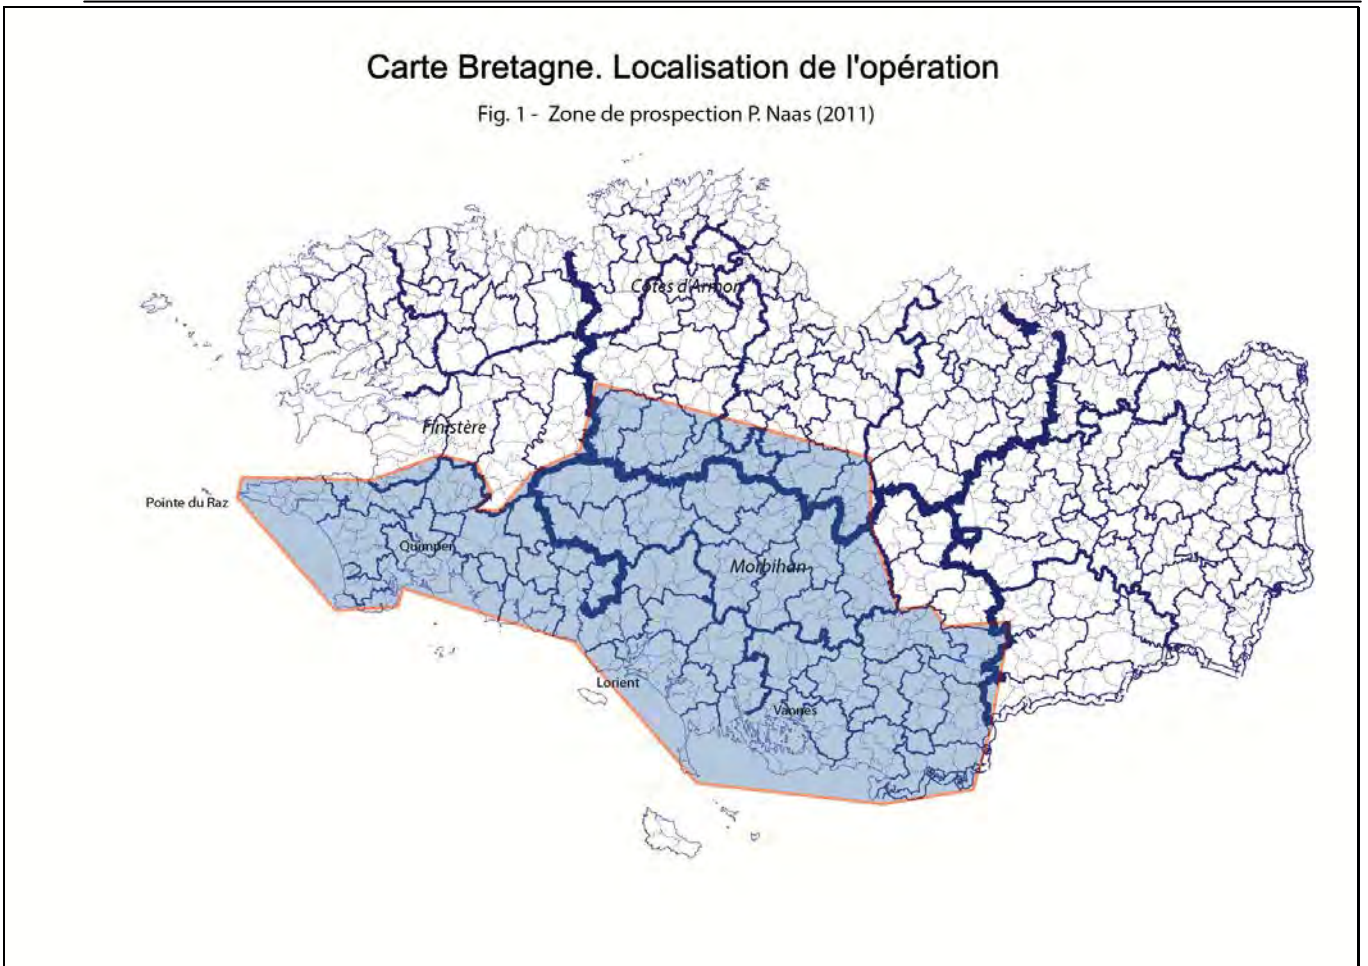 Carte Bretagne. Localisation de l'opération
Fig. 1 - Zone de prospection P. Naas (2011)
Côtes d'Armor
Finistère
Pointe du Raz
Quimper
Morbihan
Lorient
Vannes